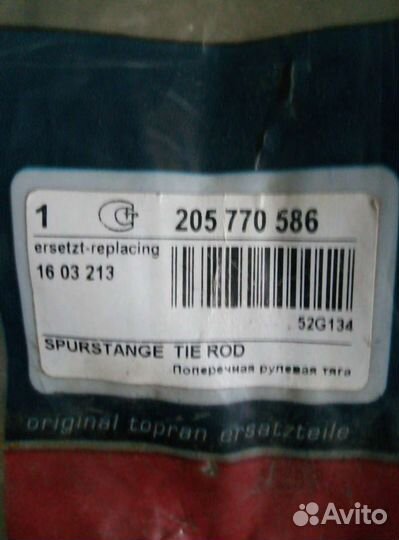 1 205 770 586
ersetzt-replacing
16 03 213
52G134
SPURSTANGE TIE ROD
Поперечная рулевая тяга
original topran ersatzteile
Avito